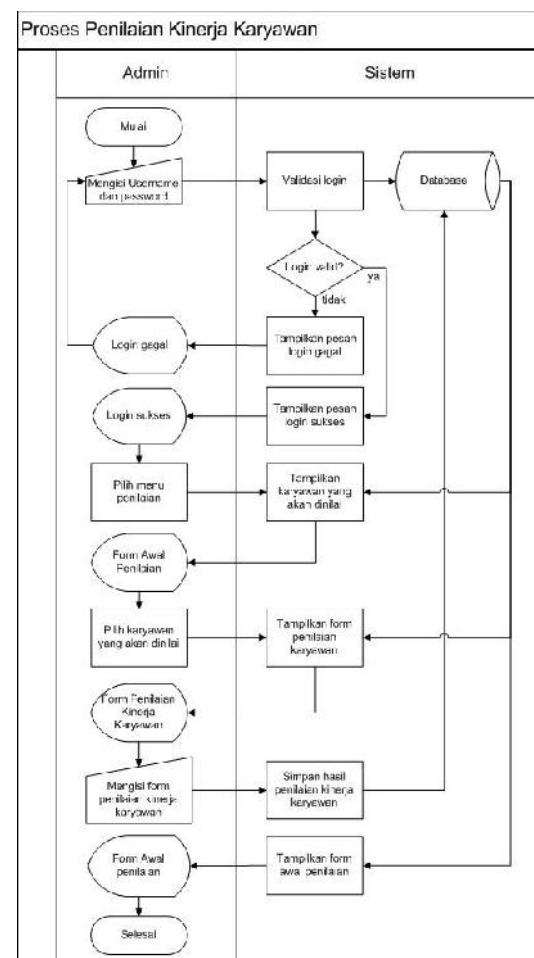 Proses Penilaian Kinerja Karyawan
Admin
Sistem
Mulai
Mengisi Username
dan password
Validasi login
Database
Login valid?
ya
tidak
Login gagal
Tampilkan pesan
login gagal
Login sukses
Tampilkan pesan
login sukses
Pilih menu
penilaian
Tampilkan
karyawan yang
akan dinilai
Form Awal
Penilaian
Pilih karyawan
yang akan dinilai
Tampilkan form
penilaian
karyawan
Form Penilaian
Kinerja
Karyawan
Mengisi form
penilaian kinerja
karyawan
Simpan hasil
penilaian kinerja
karyawan
Form Awal
penilaian
Tampilkan form
awal penilaian
Selesai